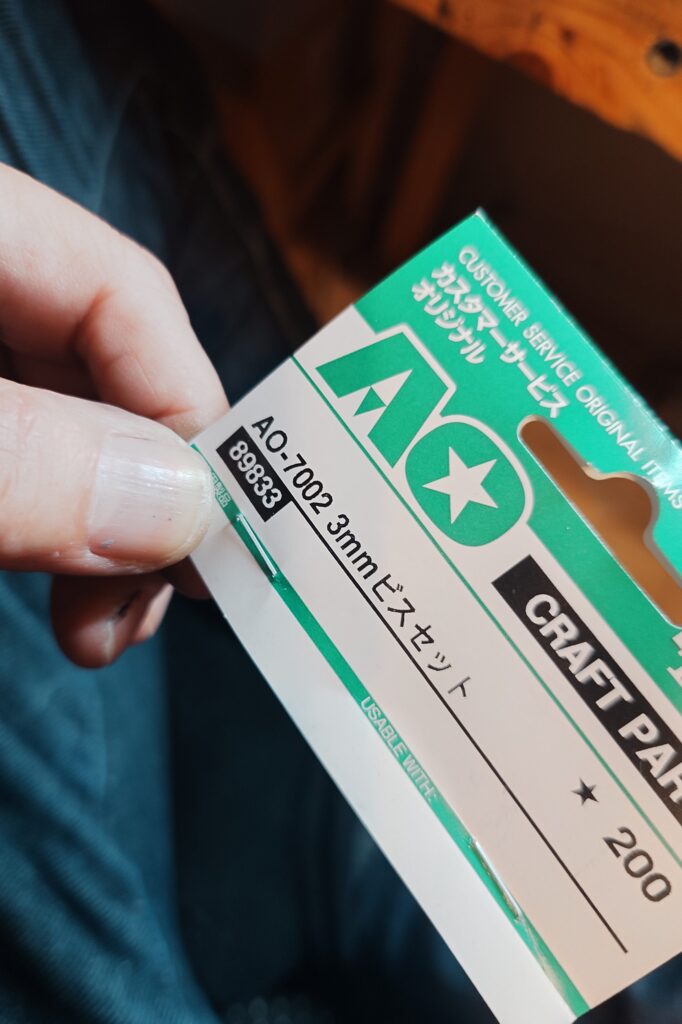 CUSTOMER SERVICE ORIGINAL ITEMS
カスタマーサービス
オリジナル
AO
CRAFT PAR
AO-7002 3mmビスセット
89833
★ 200
USABLE WITH: